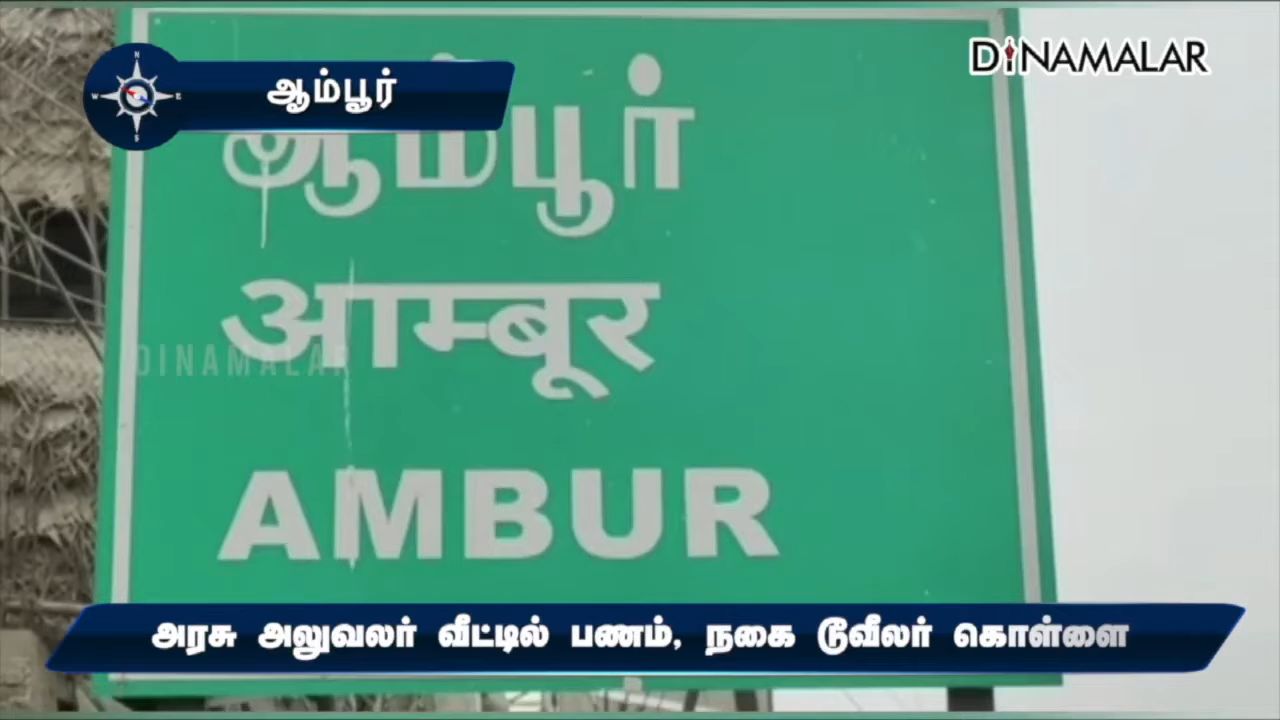 ஆம்பூர்
DINAMALAR
ஆம்பூர்
आम्बूर
DINAMALAR
AMBUR
அரசு அலுவலர் வீட்டில் பணம், நகை டூவீலர் கொள்ளை